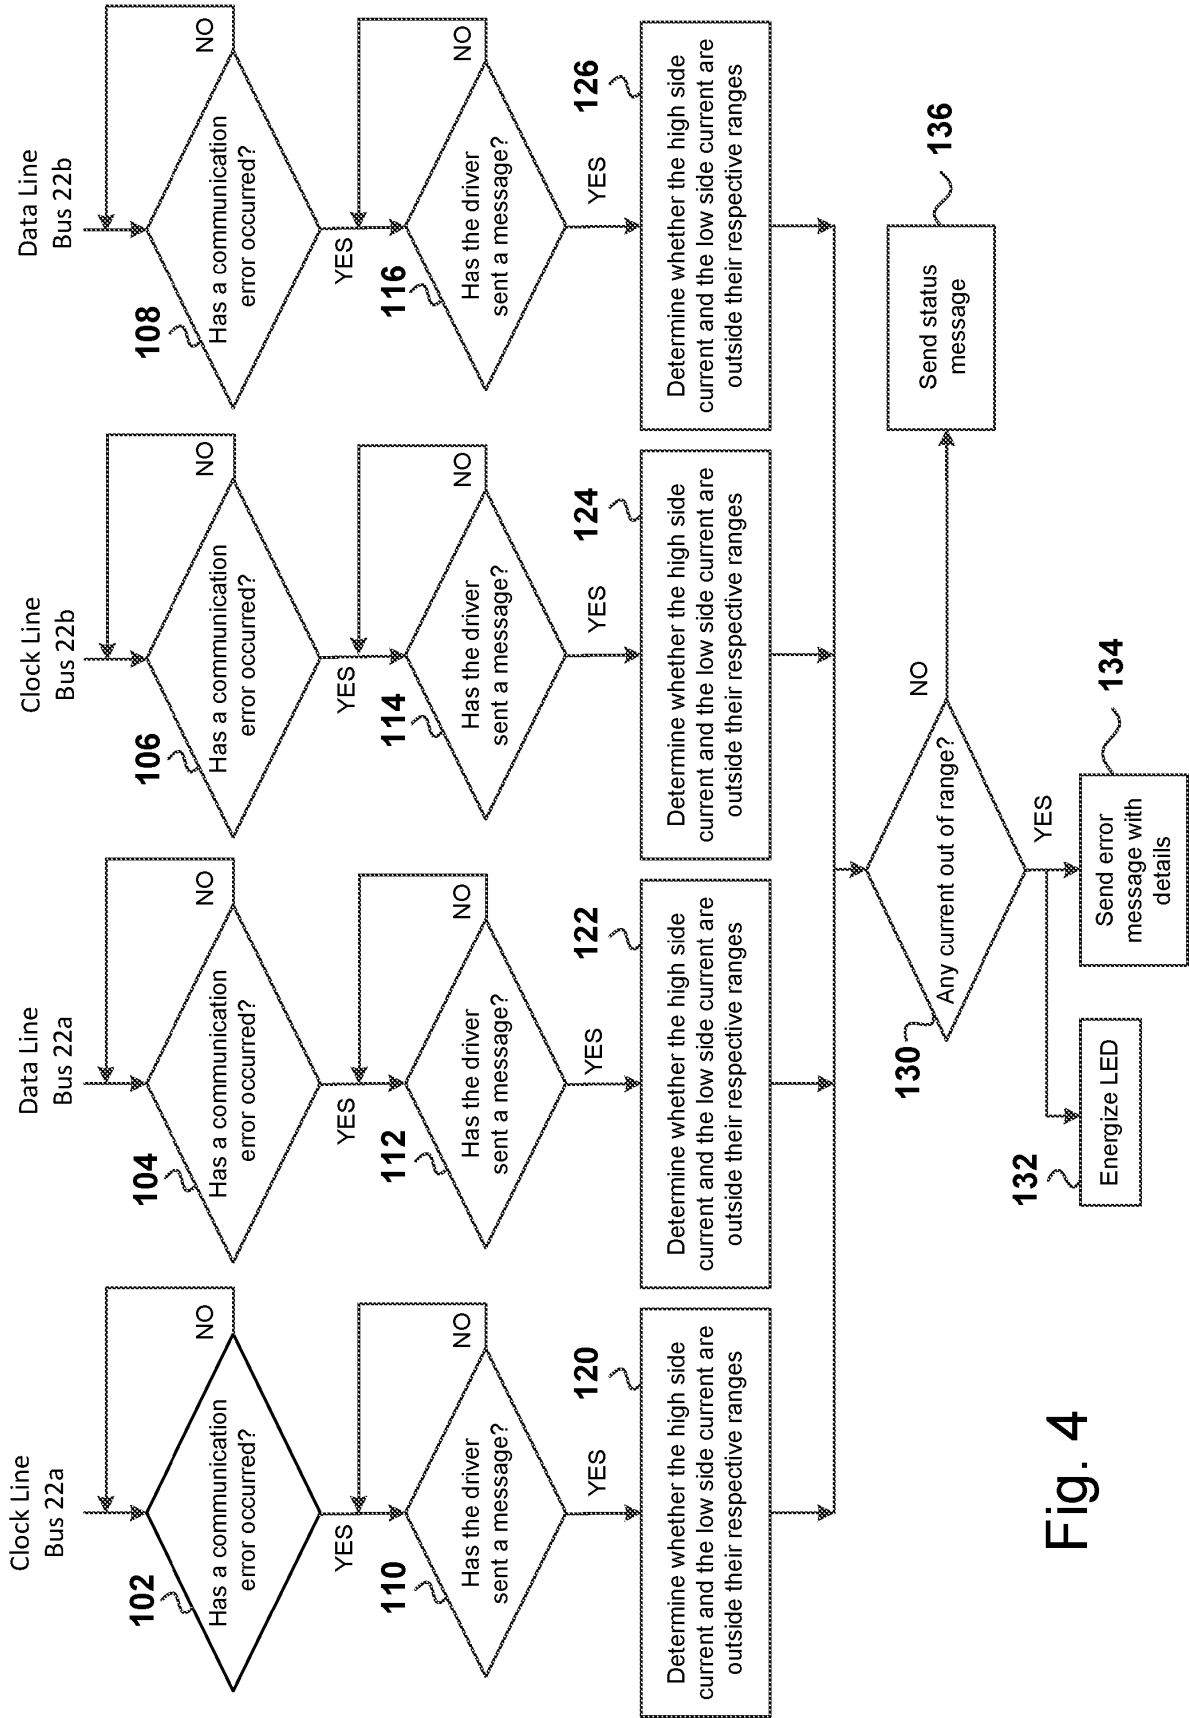 Clock Line
Bus 22a
Data Line
Bus 22a
Clock Line
Bus 22b
Data Line
Bus 22b
102
Has a communication
error occurred?
NO
YES
104
Has a communication
error occurred?
NO
YES
106
Has a communication
error occurred?
NO
YES
108
Has a communication
error occurred?
NO
YES
110
Has the driver
sent a message?
NO
YES
112
Has the driver
sent a message?
NO
YES
114
Has the driver
sent a message?
NO
YES
116
Has the driver
sent a message?
NO
YES
120
Determine whether the high side
current and the low side current are
outside their respective ranges
122
Determine whether the high side
current and the low side current are
outside their respective ranges
124
Determine whether the high side
current and the low side current are
outside their respective ranges
126
Determine whether the high side
current and the low side current are
outside their respective ranges
130
Any current out of range?
NO
YES
136
Send status
message
132
Energize LED
134
Send error
message with
details
Fig. 4